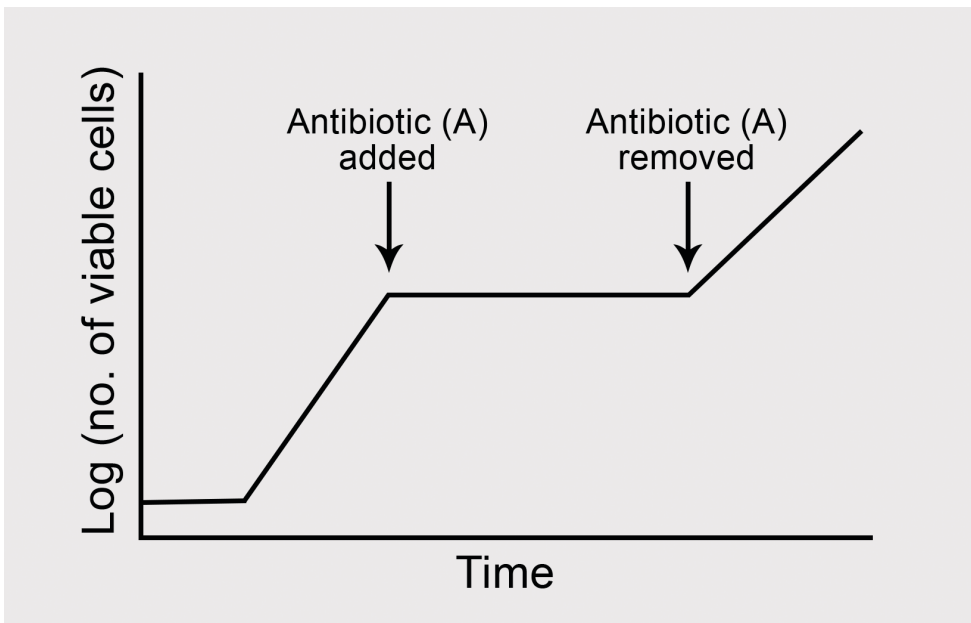 Log (no. of viable cells)
Antibiotic (A)
added
Antibiotic (A)
removed
Time